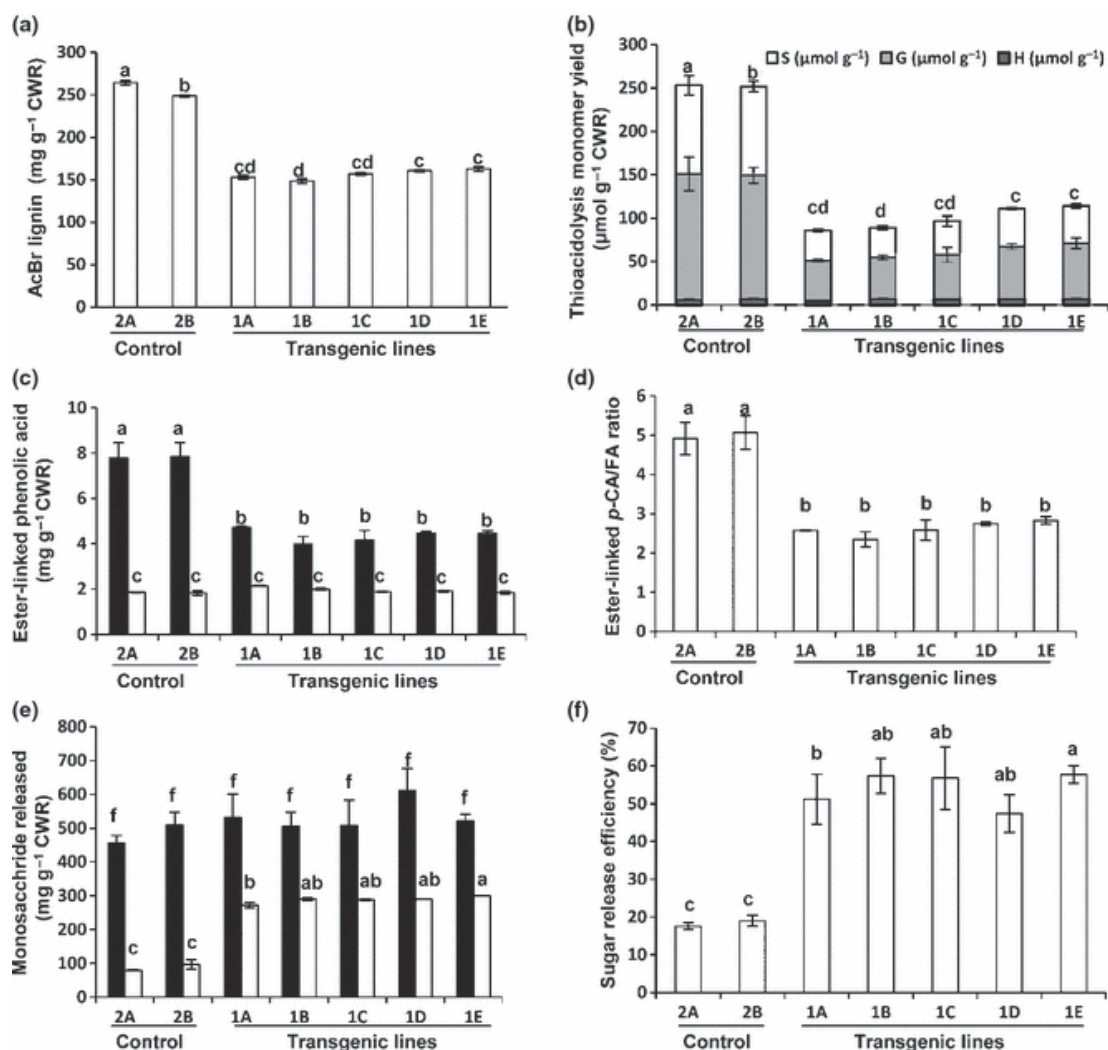 (a)
AcBr lignin (mg g⁻¹ CWR)
300
250
200
150
100
50
0
a
b
cd
d
cd
c
c
2A 2B 1A 1B 1C 1D 1E
Control Transgenic lines
(b)
Thioacidolysis monomer yield
(μmol g⁻¹ CWR)
300
250
200
150
100
50
0
S (μmol g⁻¹) G (μmol g⁻¹) H (μmol g⁻¹)
a
b
cd
d
cd
c
c
2A 2B 1A 1B 1C 1D 1E
Control Transgenic lines
(c)
Ester-linked phenolic acid
(mg g⁻¹ CWR)
10
8
6
4
2
0
a a b b b b b
c c c c c c c
2A 2B 1A 1B 1C 1D 1E
Control Transgenic lines
(d)
Ester-linked p-CA/FA ratio
6
5
4
3
2
1
0
a a b b b b b
2A 2B 1A 1B 1C 1D 1E
Control Transgenic lines
(e)
Monosacchride released
(mg g⁻¹ CWR)
800
700
600
500
400
300
200
100
0
f f f f f f f
c c b ab ab ab a
2A 2B 1A 1B 1C 1D 1E
Control Transgenic lines
(f)
Sugar release efficiency (%)
70
60
50
40
30
20
10
0
c c b ab ab ab a
2A 2B 1A 1B 1C 1D 1E
Control Transgenic lines